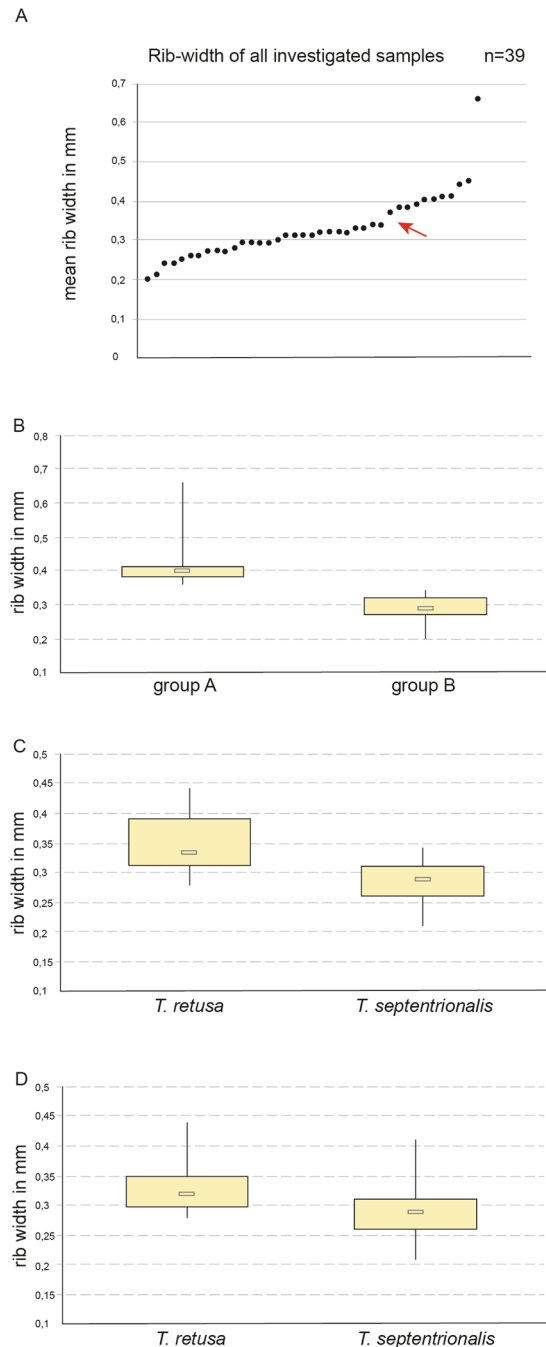 A
Rib-width of all investigated samples n=39
mean rib width in mm
0,7
0,6
0,5
0,4
0,3
0,2
0,1
0
B
rib width in mm
0,8
0,7
0,6
0,5
0,4
0,3
0,2
0,1
group A group B
C
rib width in mm
0,5
0,45
0,4
0,35
0,3
0,25
0,2
0,15
0,1
T. retusa T. septentrionalis
D
rib width in mm
0,5
0,45
0,4
0,35
0,3
0,25
0,2
0,15
0,1
T. retusa T. septentrionalis